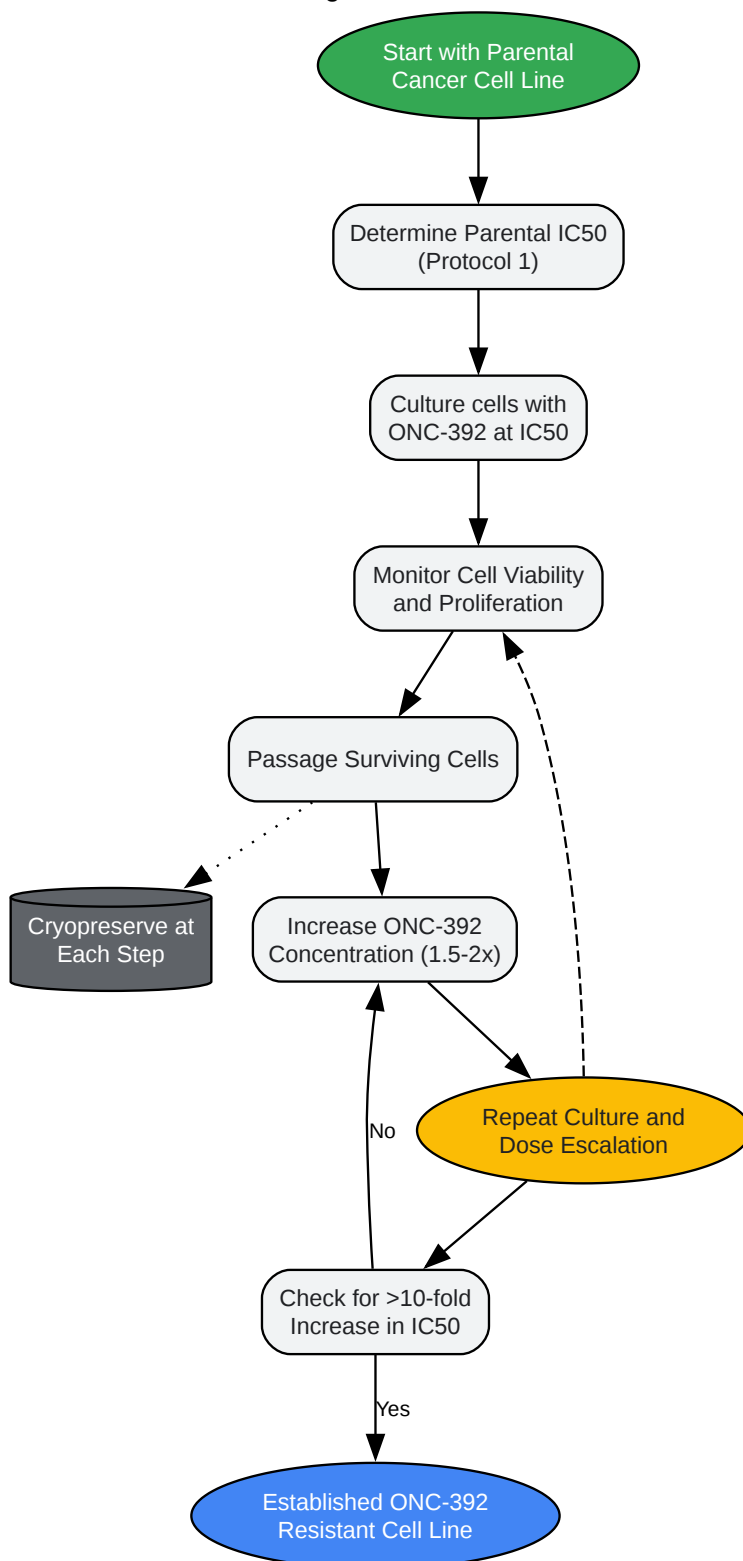 Start with Parental
Cancer Cell Line
Determine Parental IC50
(Protocol 1)
Culture cells with
ONC-392 at IC50
Monitor Cell Viability
and Proliferation
Passage Surviving Cells
Cryopreserve at
Each Step
Increase ONC-392
Concentration (1.5-2x)
No
Repeat Culture and
Dose Escalation
Check for >10-fold
Increase in IC50
Yes
Established ONC-392
Resistant Cell Line